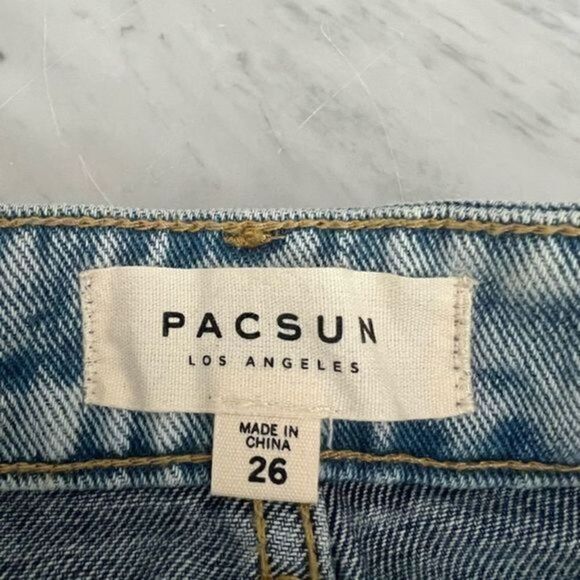 PACSUN
LOS ANGELES
MADE IN
CHINA
26